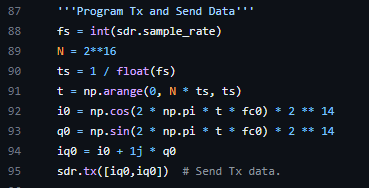 87 '''Program Tx and Send Data'''
88 fs = int(sdr.sample_rate)
89 N = 2**16
90 ts = 1 / float(fs)
91 t = np.arange(0, N * ts, ts)
92 i0 = np.cos(2 * np.pi * t * fc0) * 2 ** 14
93 q0 = np.sin(2 * np.pi * t * fc0) * 2 ** 14
94 iq0 = i0 + 1j * q0
95 sdr.tx([iq0,iq0])  # Send Tx data.